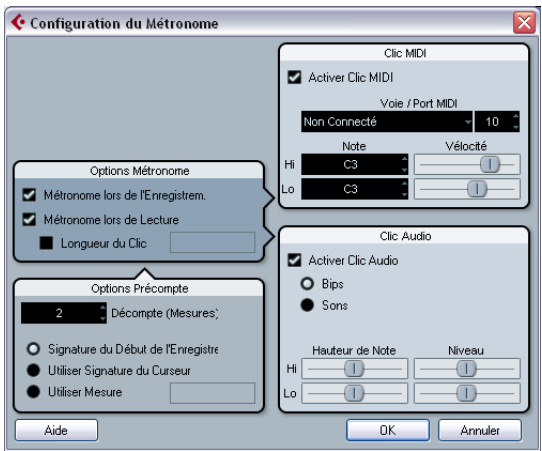 Configuration du Métronome
Clic MIDI
Activer Clic MIDI
Voie / Port MIDI
Non Connecté 10
Note Vélocité
Hi C3
Lo C3
Options Métronome
Métronome lors de l'Enregistrem.
Métronome lors de Lecture
Longueur du Clic
Options Précompte
2 Décompte (Mesures)
Signature du Début de l'Enregistre
Utiliser Signature du Curseur
Utiliser Mesure
Clic Audio
Activer Clic Audio
Bips
Sons
Hauteur de Note Niveau
Hi
Lo
Aide OK Annuler